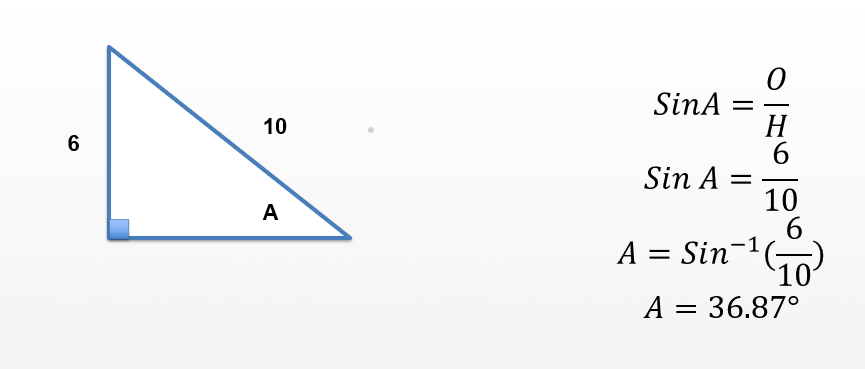 6
10
A
SinA = O/H
Sin A = 6/10
A = Sin⁻¹(6/10)
A = 36.87°